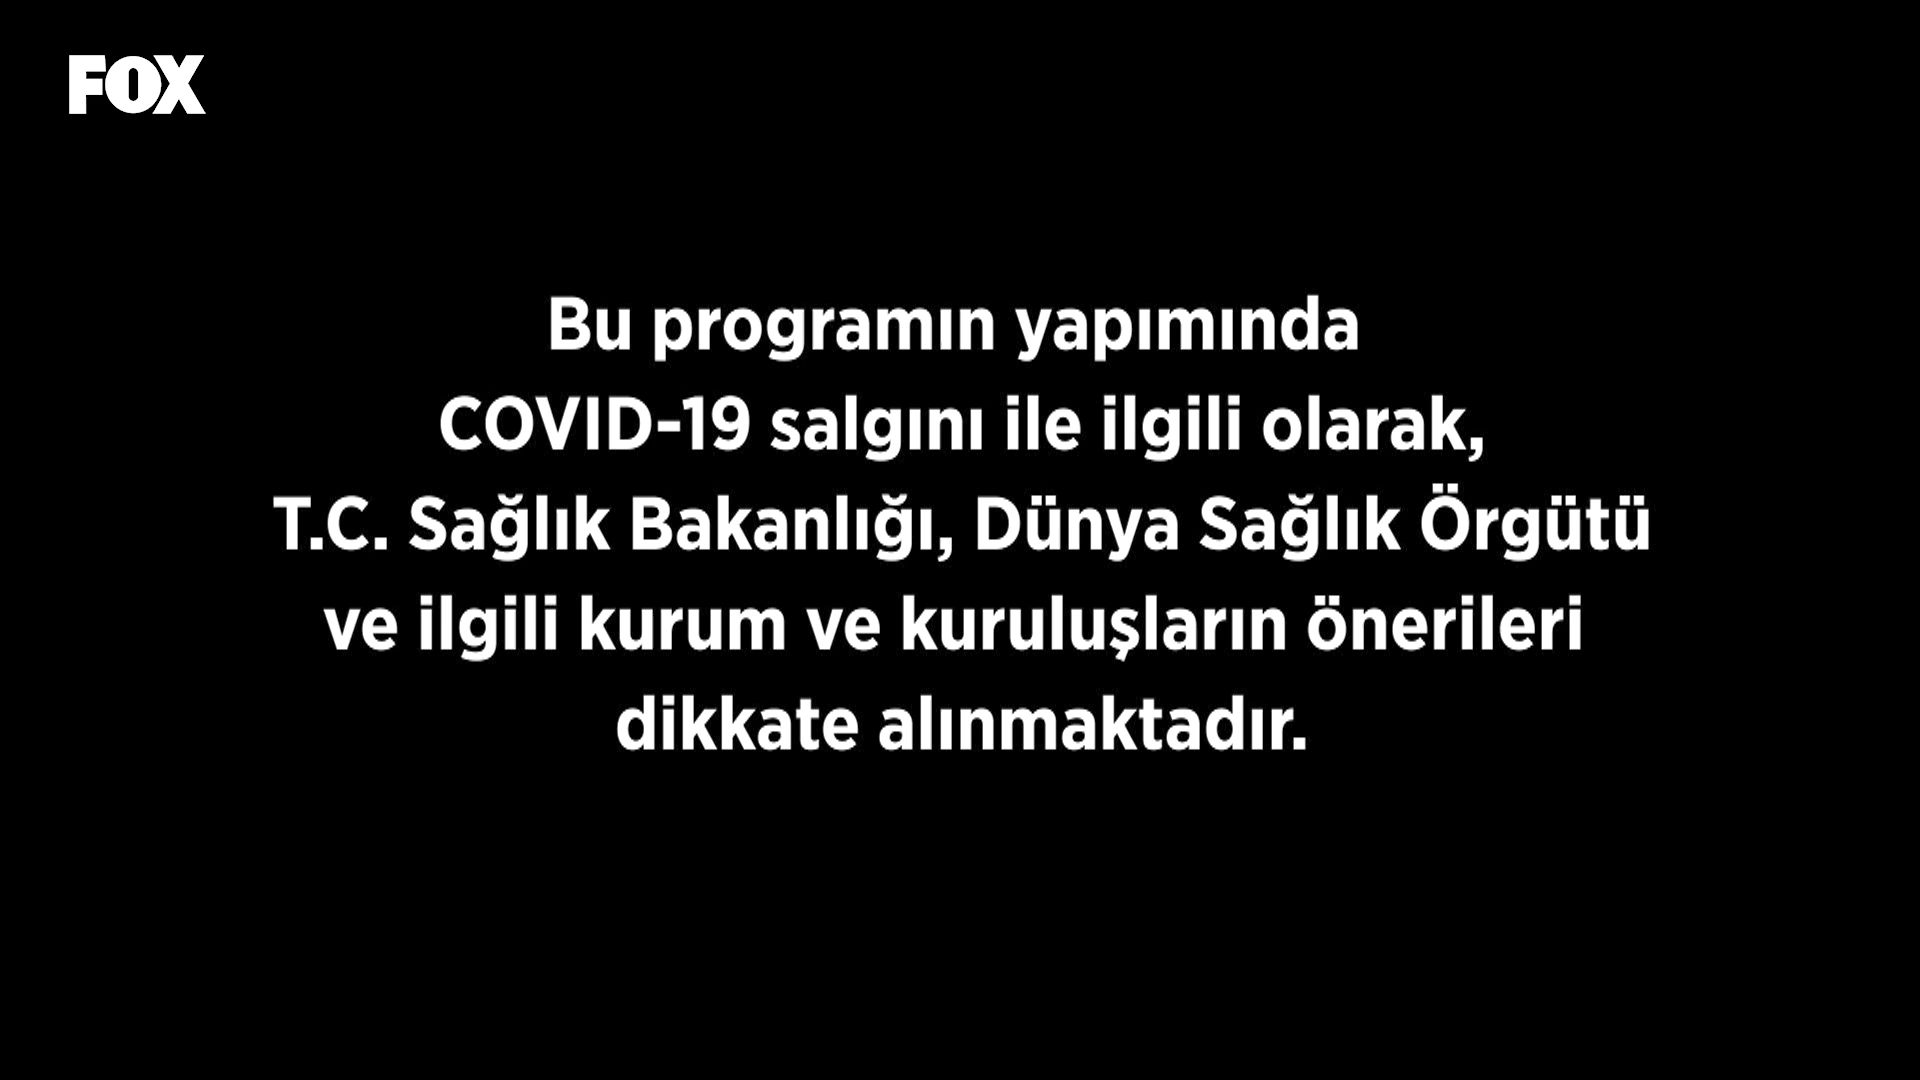 FOX
Bu programın yapımında
COVID-19 salgını ile ilgili olarak,
T.C. Sağlık Bakanlığı, Dünya Sağlık Örgütü
ve ilgili kurum ve kuruluşların önerileri
dikkate alınmaktadır.